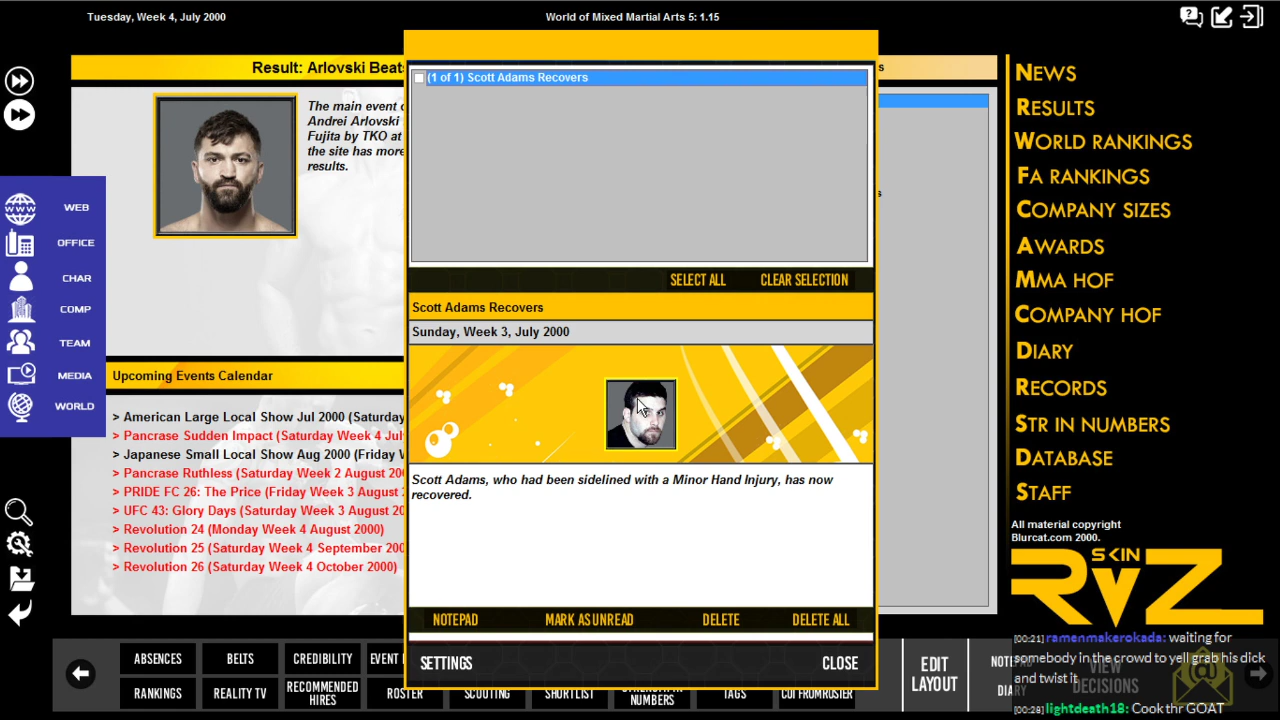 Tuesday, Week 4, July 2000
World of Mixed Martial Arts 5: 1.15
Result: Arlovski Beat
s
The main event
Andrei Arlovski
Fujita by TKO at
the site has more
results.
WEB
OFFICE
CHAR
COMP
TEAM
MEDIA
WORLD
Upcoming Events Calendar
> American Large Local Show Jul 2000 (Saturday
> Pancrase Sudden Impact (Saturday Week 4 Jul
> Japanese Small Local Show Aug 2000 (Friday
> Pancrase Ruthless (Saturday Week 2 August 20
> PRIDE FC 26: The Price (Friday Week 3 August
> UFC 43: Glory Days (Saturday Week 3 August 20
> Revolution 24 (Monday Week 4 August 2000)
> Revolution 25 (Saturday Week 4 September 200
> Revolution 26 (Saturday Week 4 October 2000)
(1 of 1) Scott Adams Recovers
SELECT ALL
CLEAR SELECTION
Scott Adams Recovers
Sunday, Week 3, July 2000
Scott Adams, who had been sidelined with a Minor Hand Injury, has now
recovered.
NOTEPAD
MARK AS UNREAD
DELETE
DELETE ALL
SETTINGS
CLOSE
NEWS
RESULTS
WORLD RANKINGS
FA RANKINGS
COMPANY SIZES
AWARDS
MMA HOF
COMPANY HOF
DIARY
RECORDS
STR IN NUMBERS
DATABASE
STAFF
All material copyright
Blurcat.com 2000.
SKIN
RVZ
ABSENCES
BELTS
CREDIBILITY
EVENT
RANKINGS
REALITY TV
RECOMMENDED
HIRES
ROSTER
SCOUTING
SHORTLIST
NUMBERS
TAGS
EDIT
LAYOUT
DIARY
VIEW
DECISIONS
[00:21] ramenmakerokada: waiting for
somebody in the crowd to yell grab his dick
and twist it
[00:28] lightdeath18: Cook thr GOAT